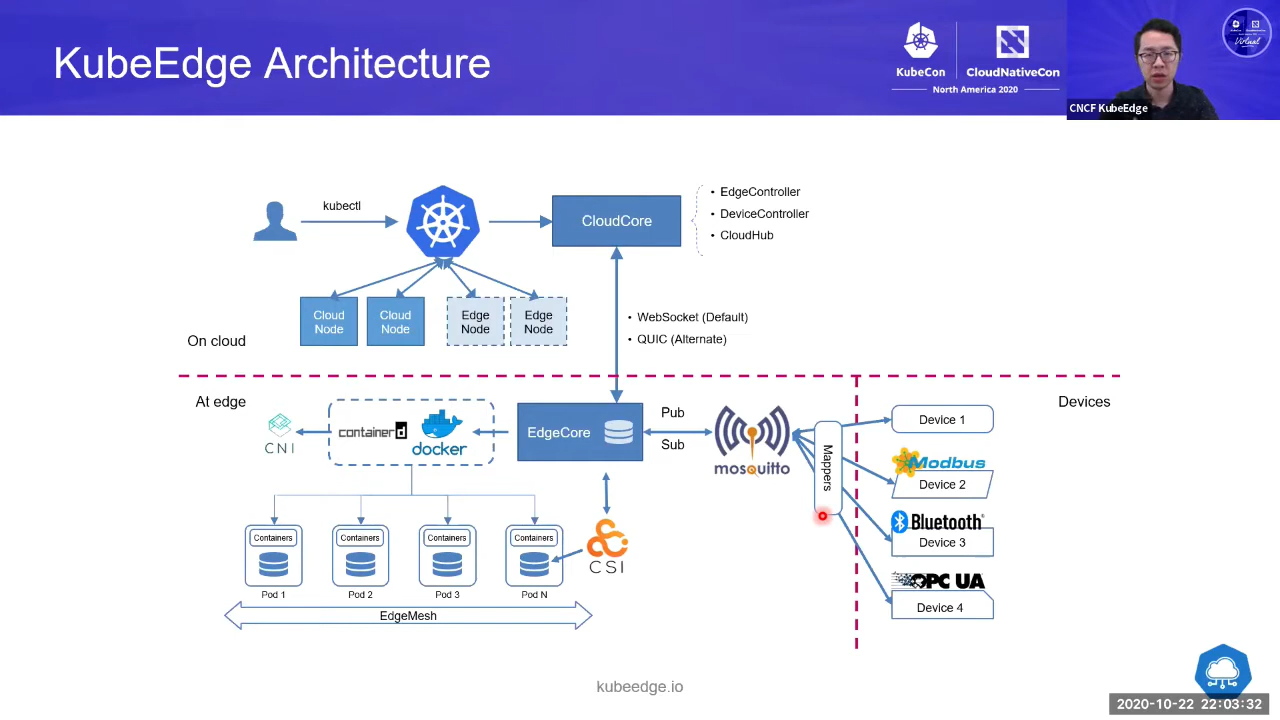 KubeEdge Architecture
KubeCon
CloudNativeCon
North America 2020
Virtual
CNCF KubeEdge
kubectl
CloudCore
• EdgeController
• DeviceController
• CloudHub
Cloud
Node
Cloud
Node
Edge
Node
Edge
Node
• WebSocket (Default)
• QUIC (Alternate)
On cloud
At edge
Devices
CNI
containerd
docker
EdgeCore
Pub
Sub
mosquitto
Mappers
Device 1
Modbus
Device 2
Bluetooth®
Device 3
OPC UA
Device 4
Containers
Containers
Containers
Containers
CSI
Pod 1
Pod 2
Pod 3
Pod N
EdgeMesh
kubeedge.io
2020-10-22 22:03:32